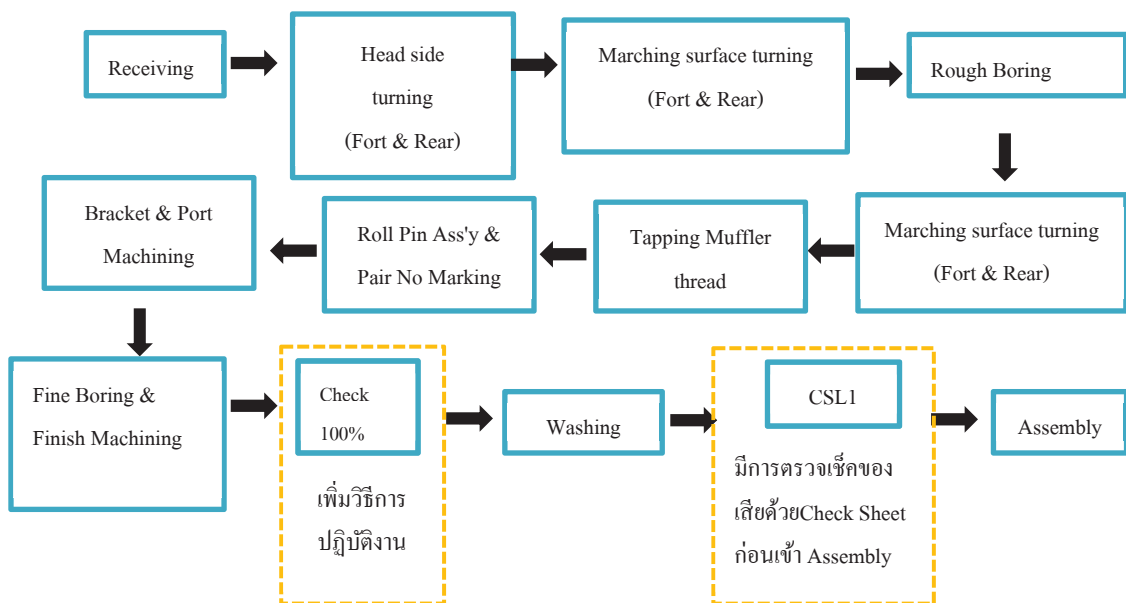 Receiving
Head side
turning
(Fort & Rear)
Marching surface turning
(Fort & Rear)
Rough Boring
Marching surface turning
(Fort & Rear)
Tapping Muffler
thread
Roll Pin Ass'y &
Pair No Marking
Bracket & Port
Machining
Fine Boring &
Finish Machining
Check
100%
เพิ่มวิธีการ
ปฏิบัติงาน
Washing
CSL1
มีการตรวจเช็คของ
เสียด้วยCheck Sheet
ก่อนเข้า Assembly
Assembly